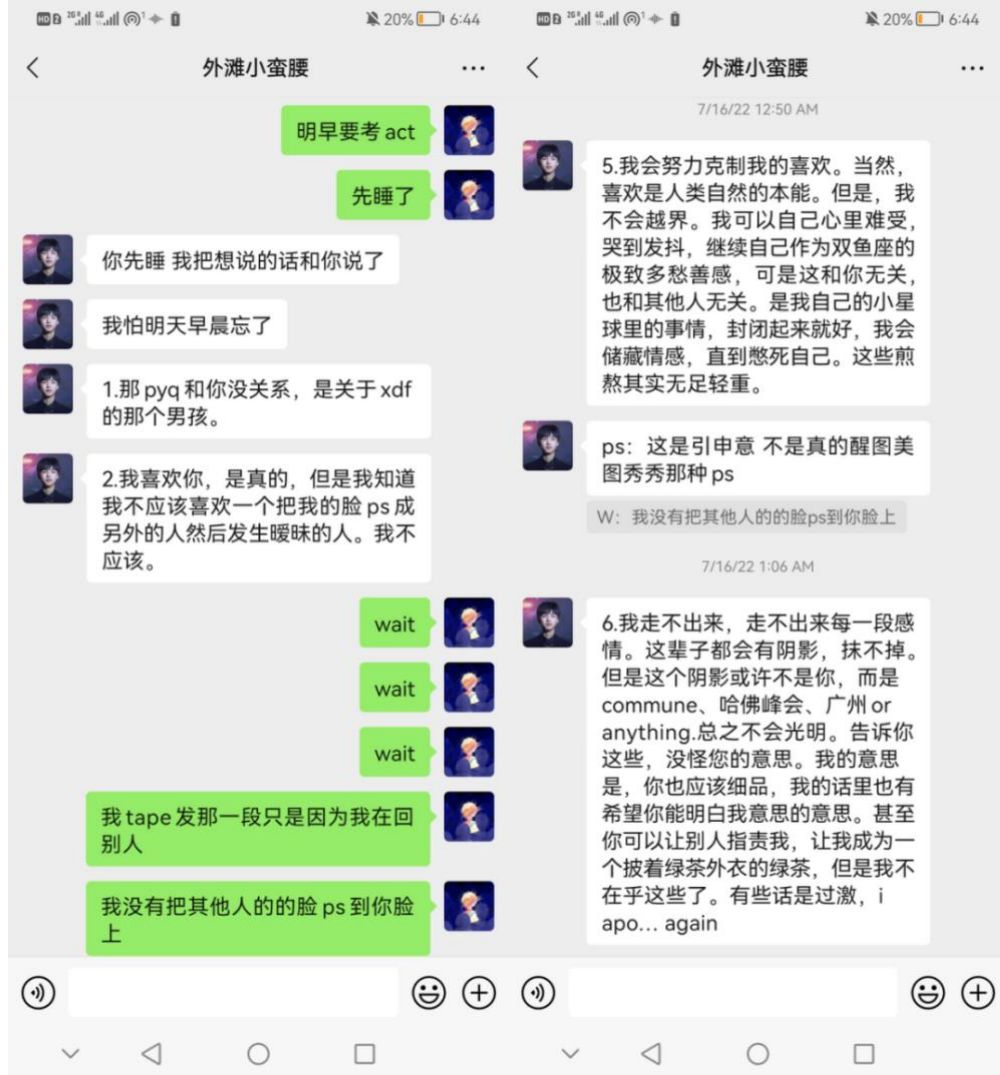 20% 6:44
外滩小蛮腰
明早要考act
先睡了
你先睡 我把想说的话和你说了
我怕明天早晨忘了
1.那pyq和你没关系，是关于xdf
的那个男孩。
2.我喜欢你，是真的，但是我知道
我不应该喜欢一个把我的脸ps成
另外的人然后发生暧昧的人。我不
应该。
wait
wait
wait
我tape发那一段只是因为我在回
别人
我没有把其他人的的脸ps到你脸
上
20% 6:44
外滩小蛮腰
7/16/22 12:50 AM
5.我会努力克制我的喜欢。当然，
喜欢是人类自然的本能。但是，我
不会越界。我可以自己心里难受，
哭到发抖，继续自己作为双鱼座的
极致多愁善感，可是这和你无关，
也和其他人无关。是我自己的小星
球里的事情，封闭起来就好，我会
储藏情感，直到憋死自己。这些煎
熬其实无足轻重。
ps：这是引申意 不是真的醒图美
图秀秀那种ps
W：我没有把其他人的的脸ps到你脸上
7/16/22 1:06 AM
6.我走不出来，走不出来每一段感
情。这辈子都会有阴影，抹不掉。
但是这个阴影或许不是你，而是
commune、哈佛峰会、广州or
anything.总之不会光明。告诉你
这些，没怪您的意思。我的意思
是，你也应该细品，我的话里也有
希望你能明白我意思的意思。甚至
你可以让别人指责我，让我成为一
个披着绿茶外衣的绿茶，但是我不
在乎这些了。有些话是过激，i
apo... again